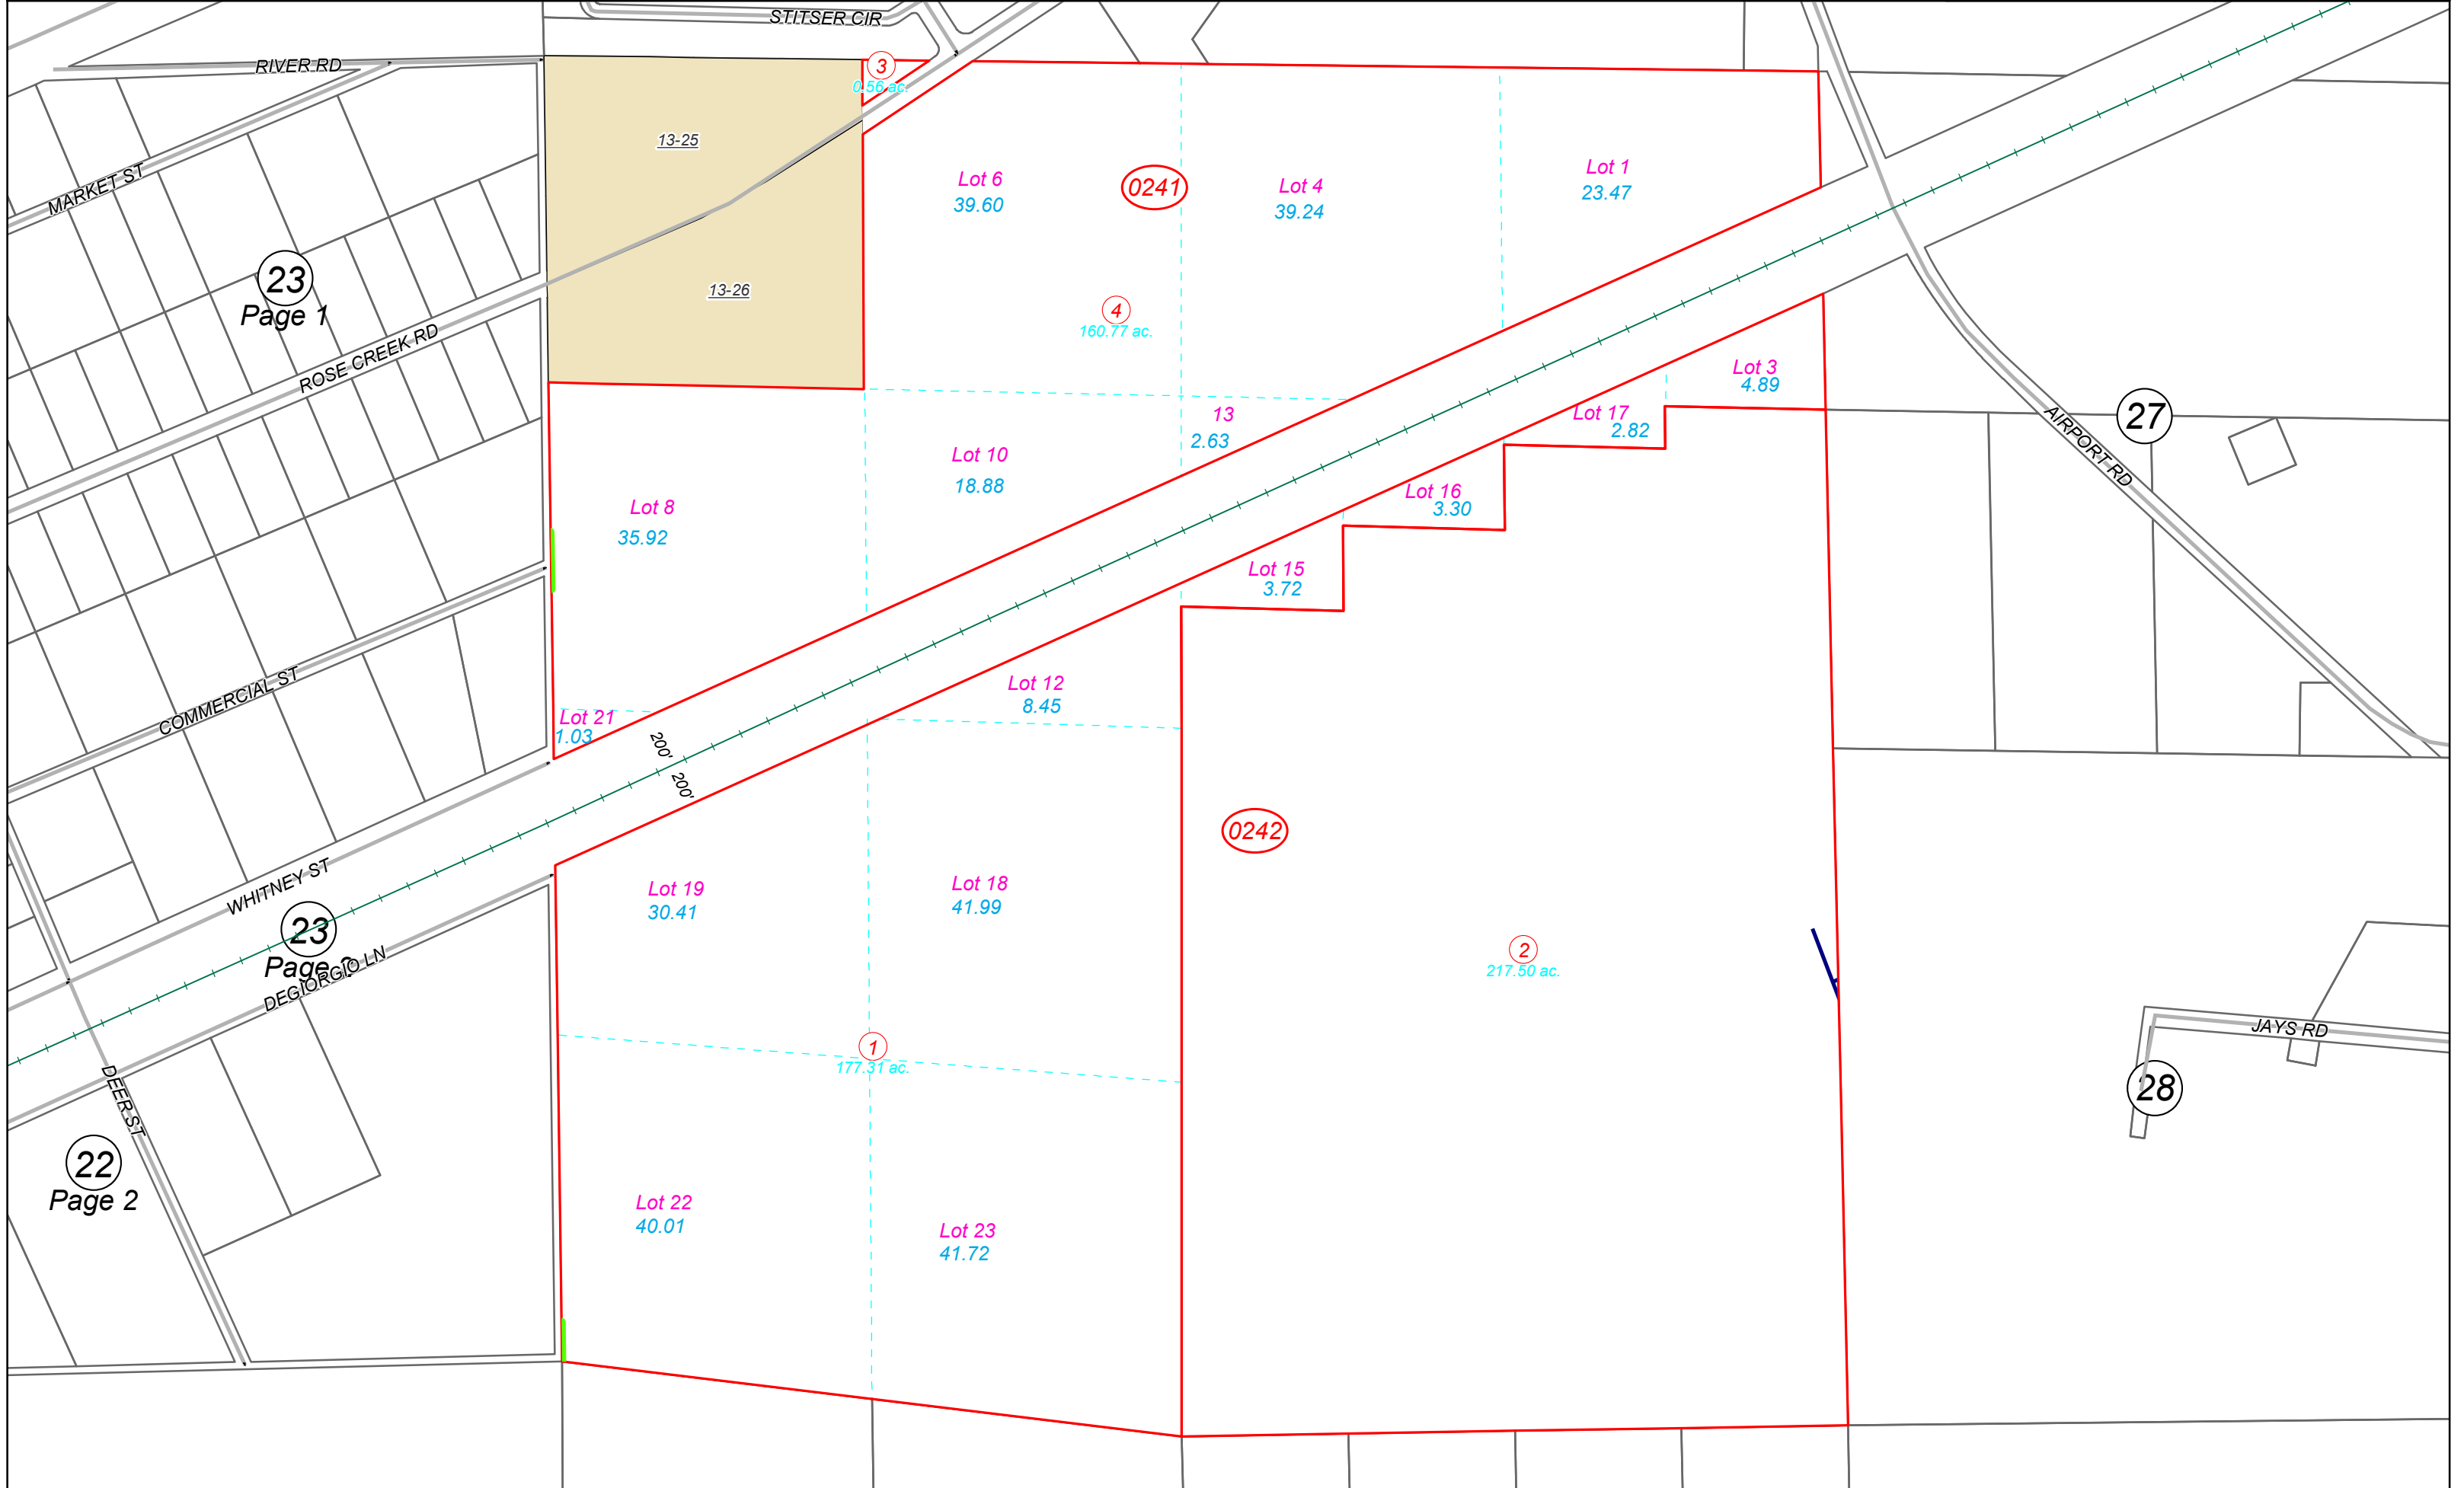 STITSER CIR
RIVER RD
3
0.56 ac.
13-25
MARKET ST
Lot 6
39.60
0241
Lot 4
39.24
Lot 1
23.47
23
Page 1
13-26
4
160.77 ac.
ROSE CREEK RD
Lot 3
4.89
Lot 17
2.82
27
AIRPORT RD
13
2.63
Lot 10
18.88
Lot 8
35.92
Lot 16
3.30
Lot 15
3.72
COMMERCIAL ST
Lot 12
8.45
Lot 21
1.03
200'
200'
0242
WHITNEY ST
Lot 19
30.41
Lot 18
41.99
23
Page
DEGIORGIO LN
2
217.50 ac.
1
177.31 ac.
JAYS RD
28
DEER ST
22
Page 2
Lot 22
40.01
Lot 23
41.72